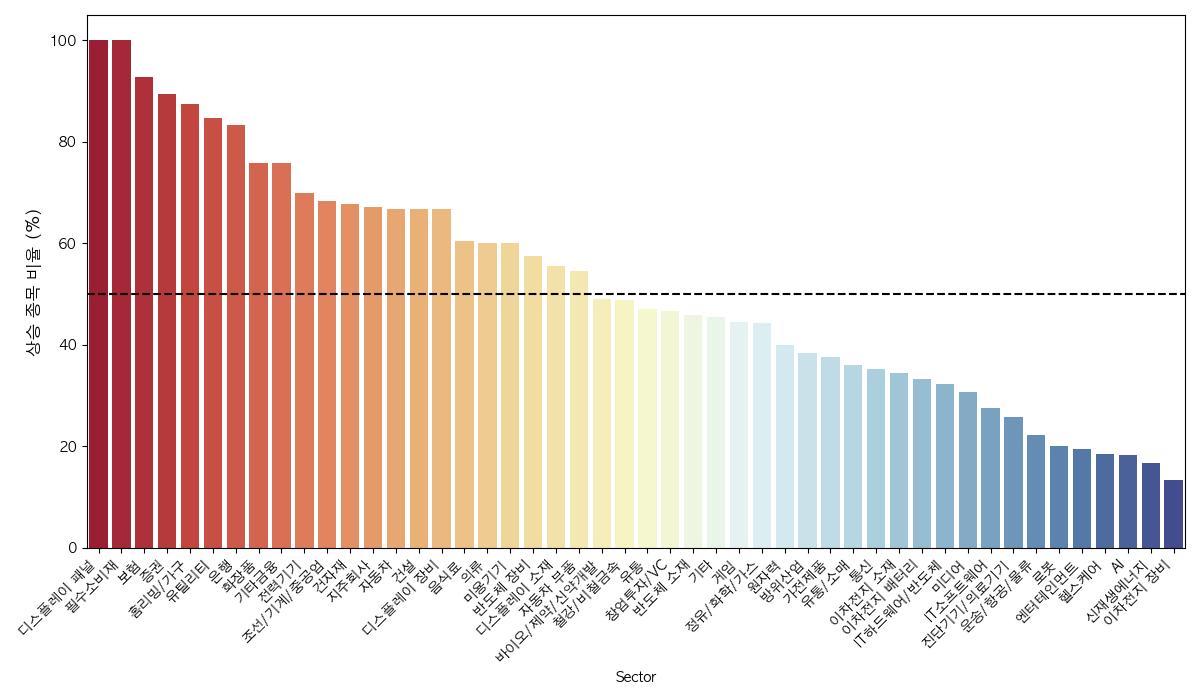 상승 종목 비율 (%)
100
80
60
40
20
0
디스플레이 패널
필수소비재
보험
증권
홈리빙/가구
유틸리티
은행
화장품
기타금융
전력기기
조선/기계/중공업
건자재
지주회사
자동차
건설
디스플레이 장비
음식료
의류
미용기기
반도체 장비
디스플레이 소재
자동차 부품
바이오/제약/신약개발
철강/비철금속
유통
창업투자/VC
반도체 소재
기타
게임
정유/화학/가스
원자력
방위산업
가전제품
유통/소매
통신
이차전지 소재
이차전지 배터리
IT하드웨어/반도체
미디어
IT소프트웨어
진단기기/의료기기
운송/항공/물류
로봇
엔터테인먼트
헬스케어
AI
신재생에너지
이차전지 장비
Sector